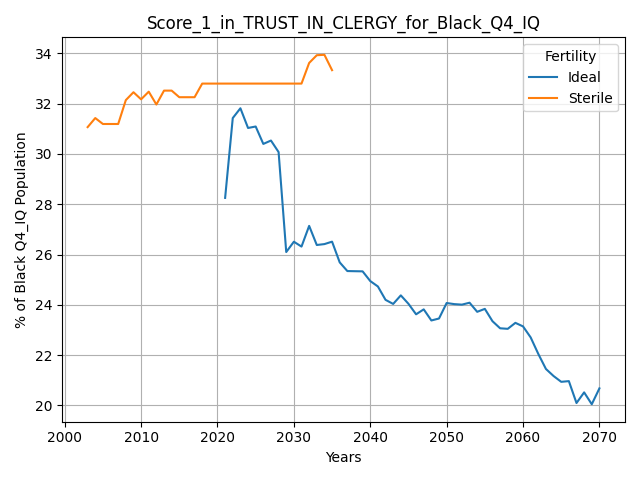 Score_1_in_TRUST_IN_CLERGY_for_Black_Q4_IQ
Fertility
Ideal
Sterile
% of Black Q4_IQ Population
34
32
30
28
26
24
22
20
2000
2010
2020
2030
2040
2050
2060
2070
Years